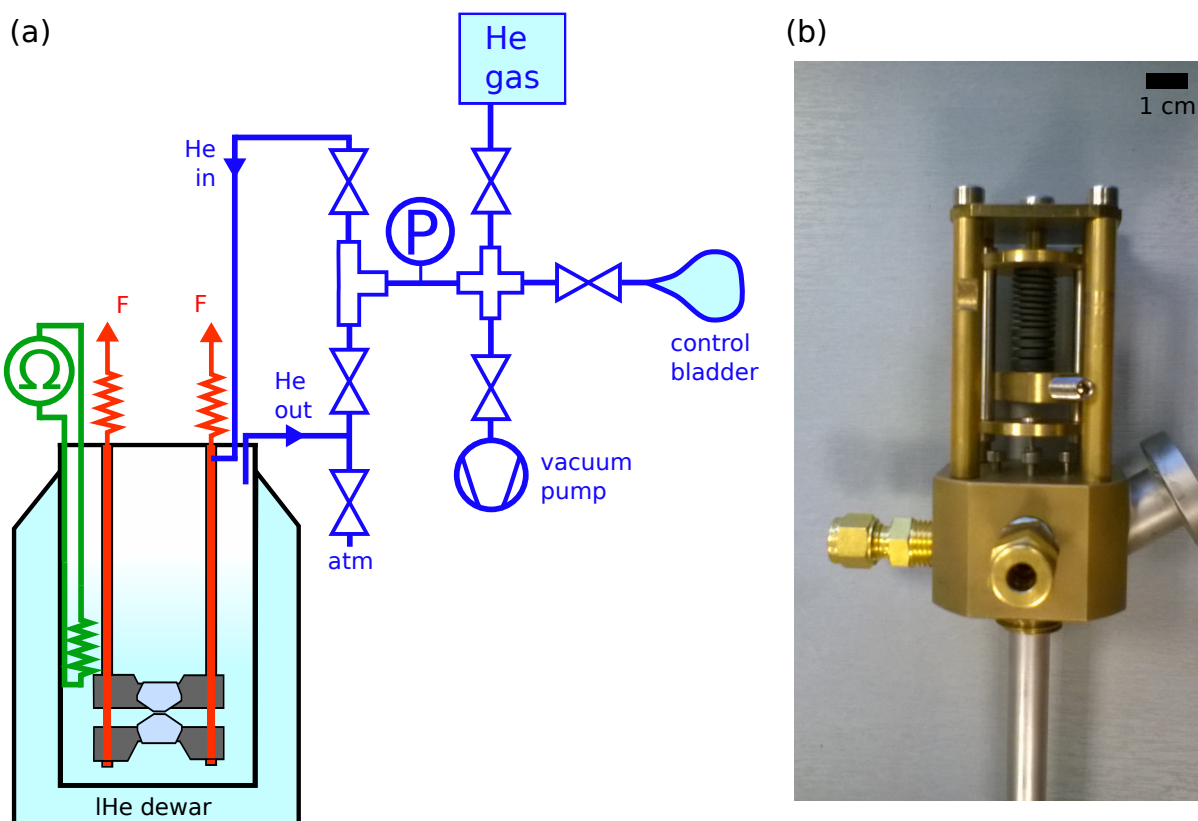 (a)
He
gas
He
in
P
F
F
Ω
He
out
control
bladder
vacuum
pump
atm
lHe dewar
(b)
1 cm